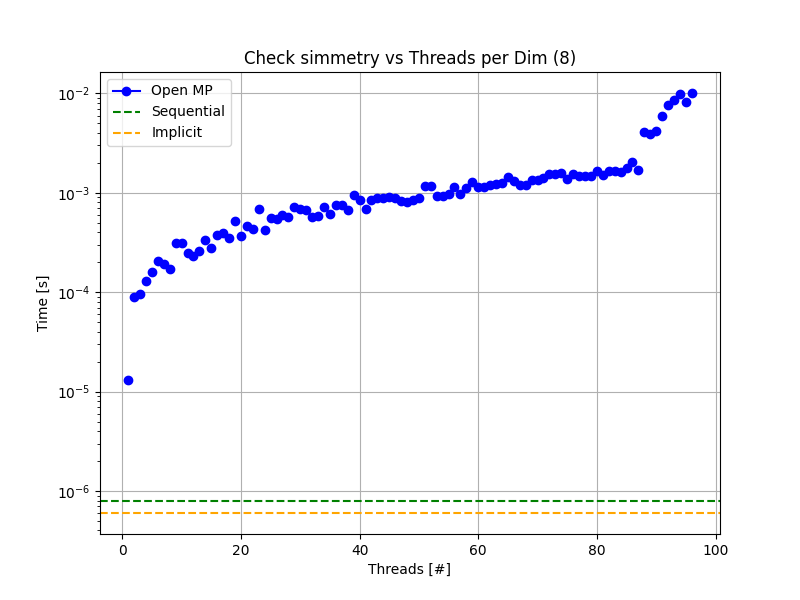 Check simmetry vs Threads per Dim (8)
Open MP
Sequential
Implicit
Time [s]
10⁻²
10⁻³
10⁻⁴
10⁻⁵
10⁻⁶
0 20 40 60 80 100
Threads [#]